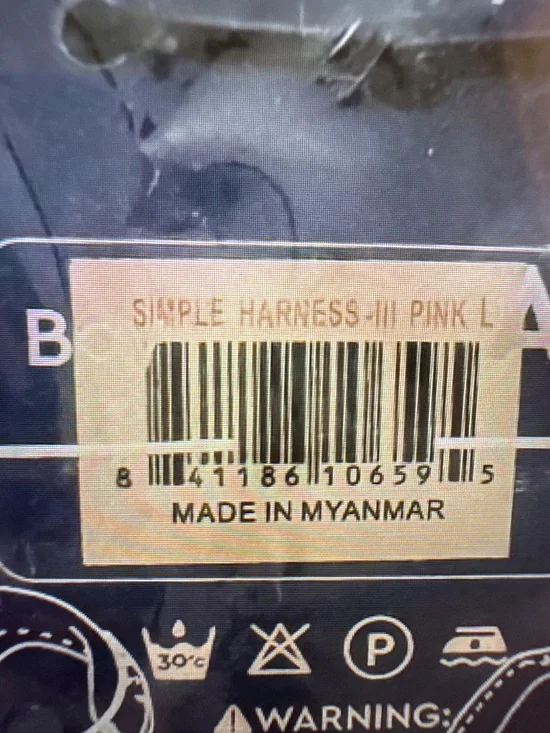 SIMPLE HARNESS-III PINK L
B
A
8 41186 10659 5
MADE IN MYANMAR
30°c
P
WARNING: